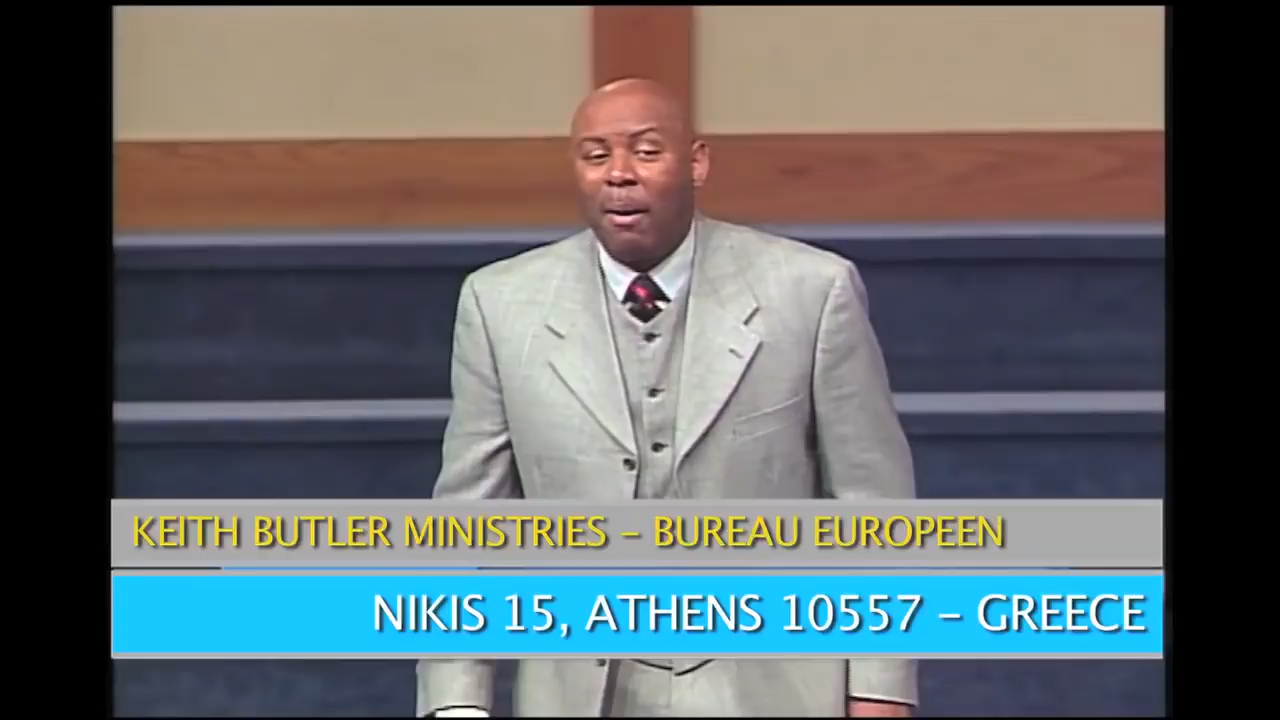 KEITH BUTLER MINISTRIES – BUREAU EUROPEEN
NIKIS 15, ATHENS 10557 – GREECE